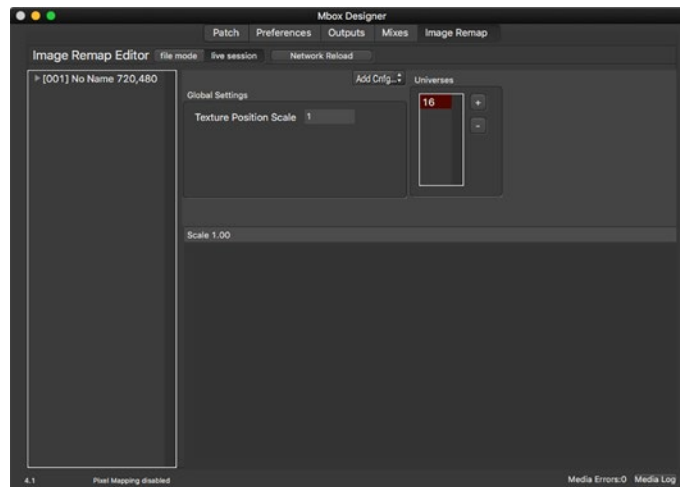 Mbox Designer
Patch Preferences Outputs Mixes Image Remap
Image Remap Editor file mode live session Network Reload
[001] No Name 720,480
Add Cnfg...
Universes
Global Settings
16
+
Texture Position Scale 1
-
Scale 1.00
4.1 Pixel Mapping disabled Media Errors:0 Media Log